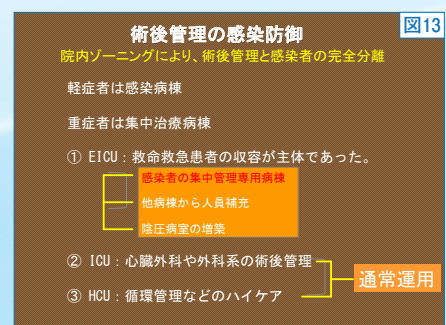 図13
術後管理の感染防御
院内ゾーニングにより、術後管理と感染者の完全分離
軽症者は感染病棟
重症者は集中治療病棟
① EICU：救命救急患者の収容が主体であった。
感染者の集中管理専用病棟
他病棟から人員補充
陰圧病室の増築
② ICU：心臓外科や外科系の術後管理
③ HCU：循環管理などのハイケア
通常運用